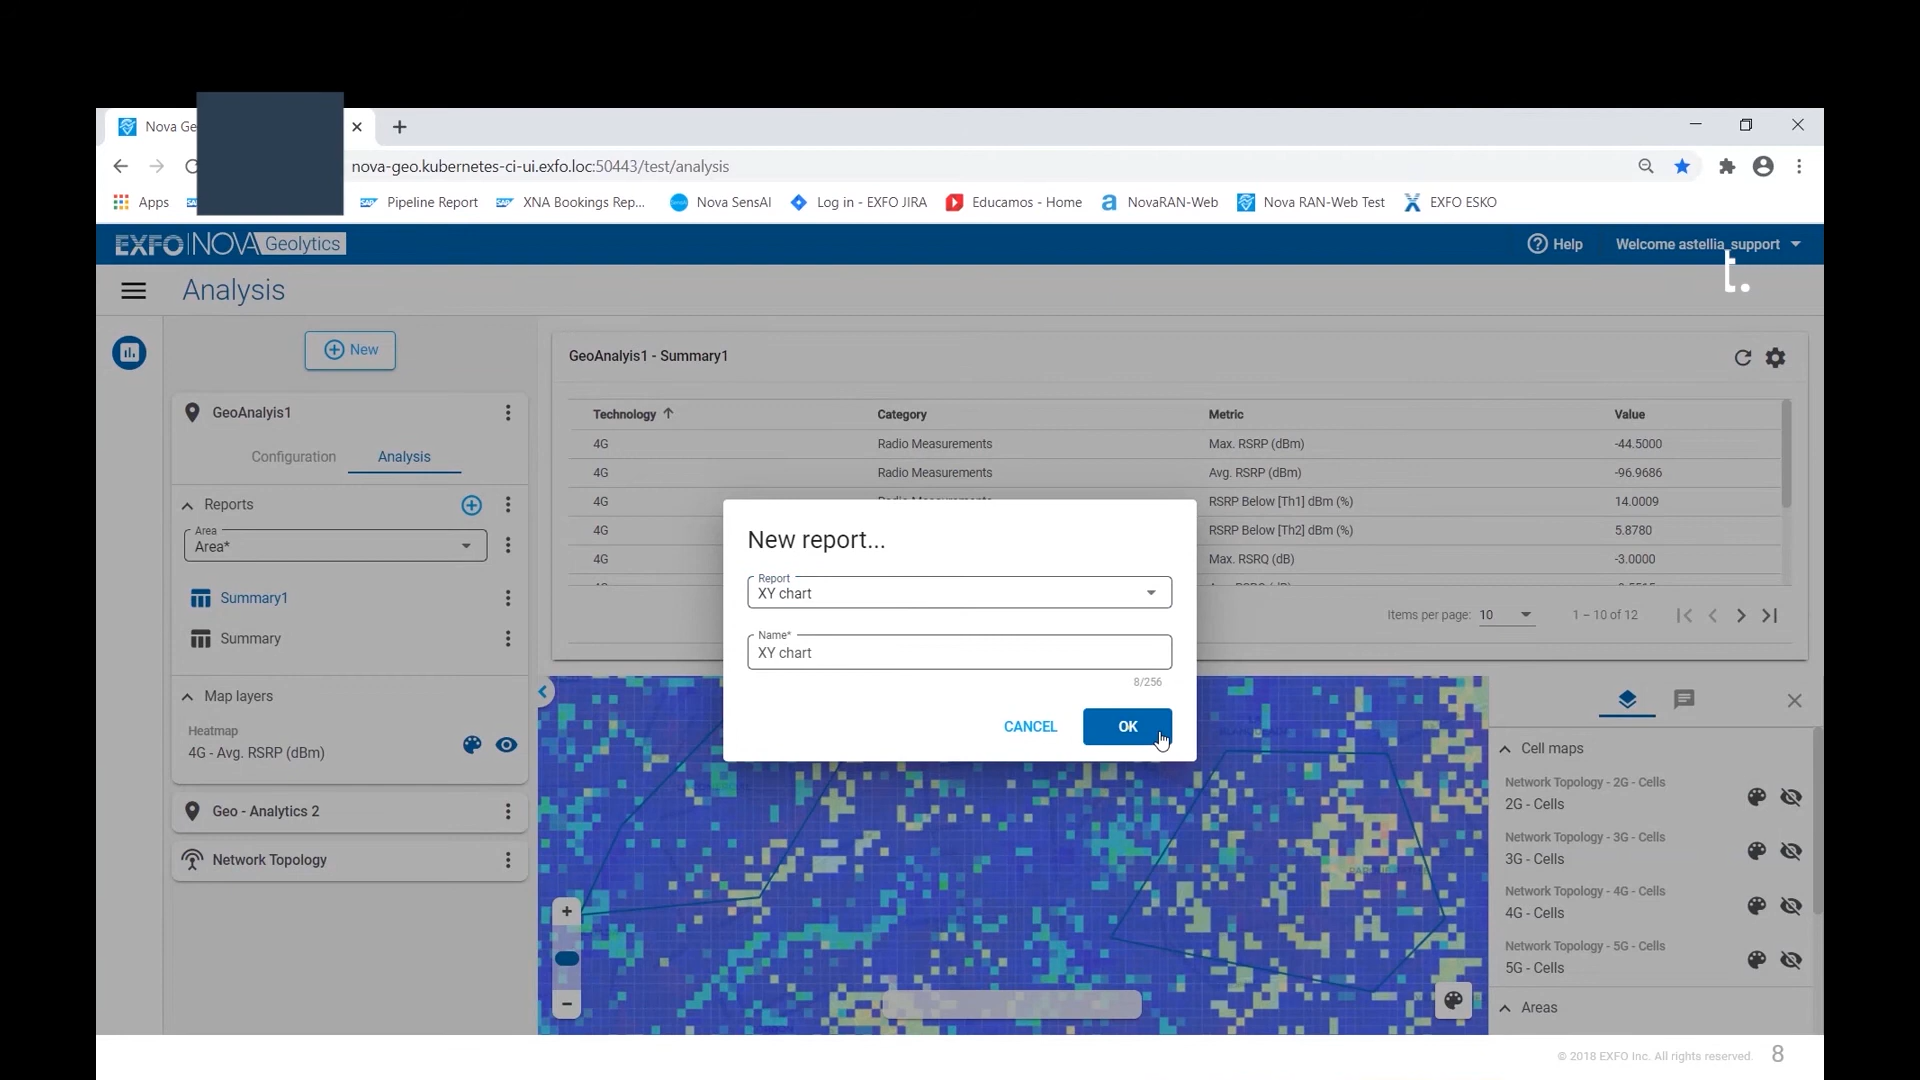 Nova Ge
nova-geo.kubernetes-ci-ui.exfo.loc:50443/test/analysis
Apps
Pipeline Report
XNA Bookings Rep...
Nova SensAI
Log in - EXFO JIRA
Educamos - Home
NovaRAN-Web
Nova RAN-Web Test
EXFO ESKO
EXFO NOVA Geolytics
Help
Welcome astellia_support
t.
Analysis
New
GeoAnalyis1
Configuration
Analysis
Reports
Area
Area*
Summary1
Summary
Map layers
Heatmap
4G - Avg. RSRP (dBm)
Geo - Analytics 2
Network Topology
GeoAnalyis1 - Summary1
Technology Category Metric Value
4G Radio Measurements Max. RSRP (dBm) -44.5000
4G Radio Measurements Avg. RSRP (dBm) -96.9686
4G RSRP Below [Th1] dBm (%) 14.0009
4G RSRP Below [Th2] dBm (%) 5.8780
4G Max. RSRQ (dB) -3.0000
Items per page: 10 1 – 10 of 12
New report...
Report
XY chart
Name*
XY chart
8/256
CANCEL
OK
Cell maps
Network Topology - 2G - Cells
2G - Cells
Network Topology - 3G - Cells
3G - Cells
Network Topology - 4G - Cells
4G - Cells
Network Topology - 5G - Cells
5G - Cells
Areas
© 2018 EXFO Inc. All rights reserved. 8